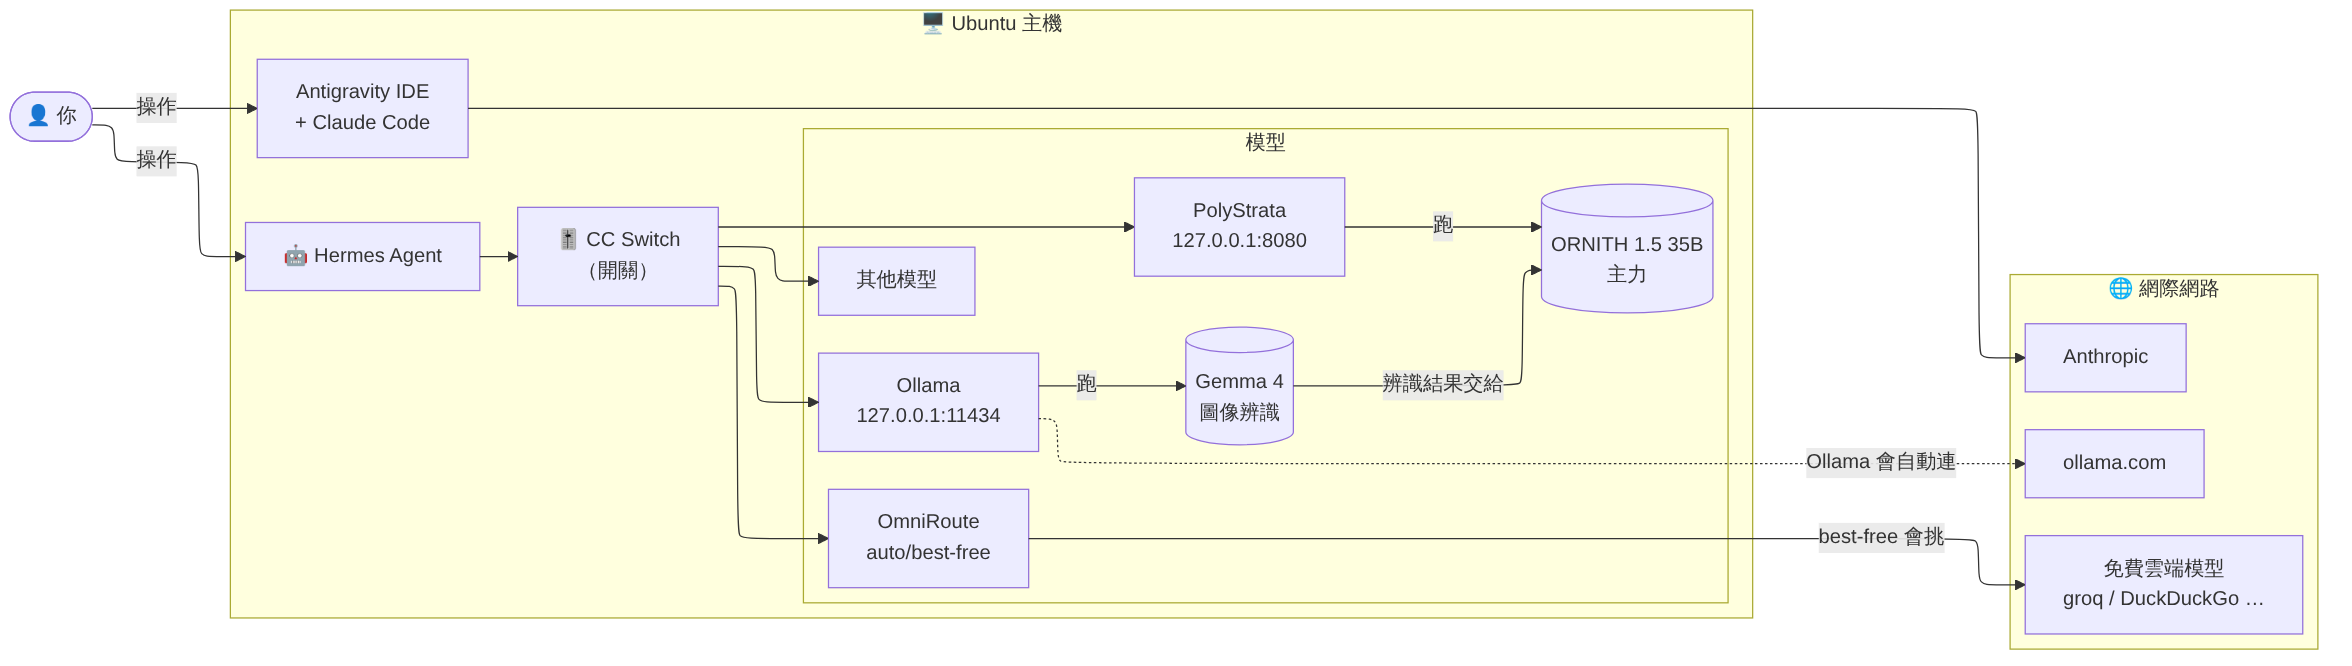 🖥️ Ubuntu 主機
👤 你
操作
操作
Antigravity IDE
+ Claude Code
🤖 Hermes Agent
🎚️ CC Switch
（開關）
模型
PolyStrata
127.0.0.1:8080
跑
ORNITH 1.5 35B
主力
其他模型
Ollama
127.0.0.1:11434
跑
Gemma 4
圖像辨識
辨識結果交給
OmniRoute
auto/best-free
Ollama 會自動連
best-free 會挑
🌐 網際網路
Anthropic
ollama.com
免費雲端模型
groq / DuckDuckGo …